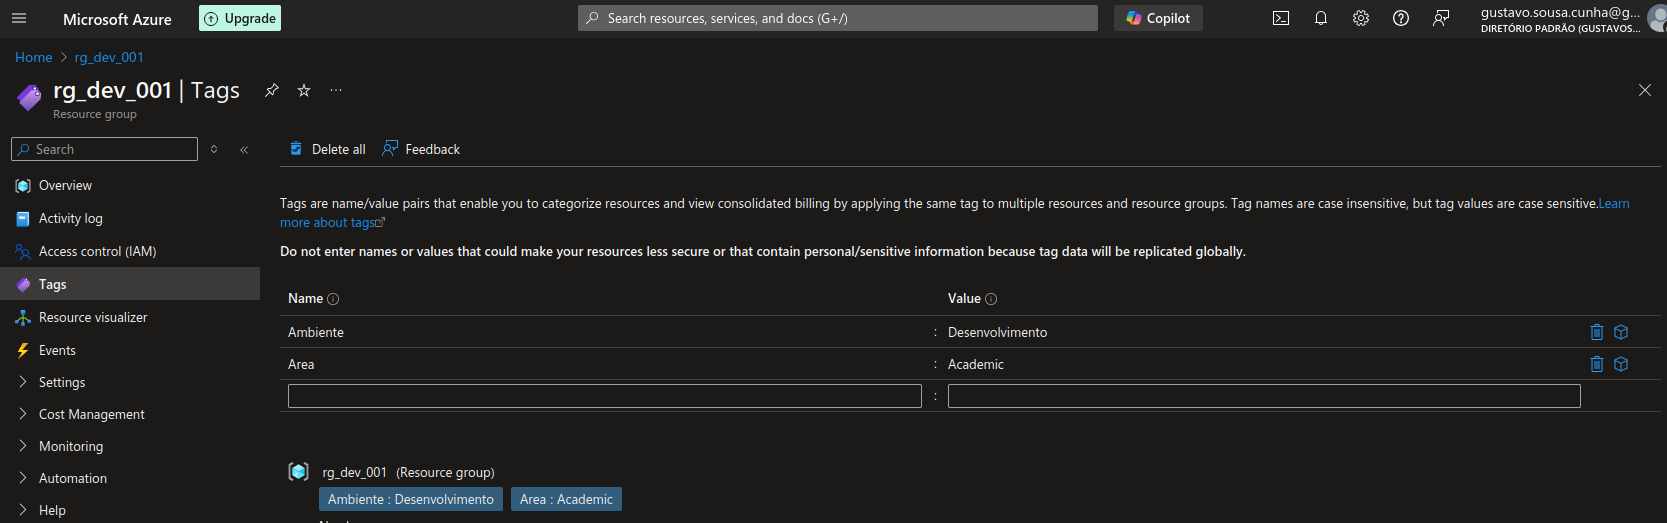 Microsoft Azure
Upgrade
Search resources, services, and docs (G+/)
Copilot
gustavo.sousa.cunha@g...
DIRETÓRIO PADRÃO (GUSTAVOS...
Home > rg_dev_001
rg_dev_001 | Tags
Resource group
Search
Overview
Activity log
Access control (IAM)
Tags
Resource visualizer
Events
Settings
Cost Management
Monitoring
Automation
Help
Delete all
Feedback
Tags are name/value pairs that enable you to categorize resources and view consolidated billing by applying the same tag to multiple resources and resource groups. Tag names are case insensitive, but tag values are case sensitive.Learn
more about tags
Do not enter names or values that could make your resources less secure or that contain personal/sensitive information because tag data will be replicated globally.
Name
Value
Ambiente : Desenvolvimento
Area : Academic
:
rg_dev_001 (Resource group)
Ambiente : Desenvolvimento
Area : Academic